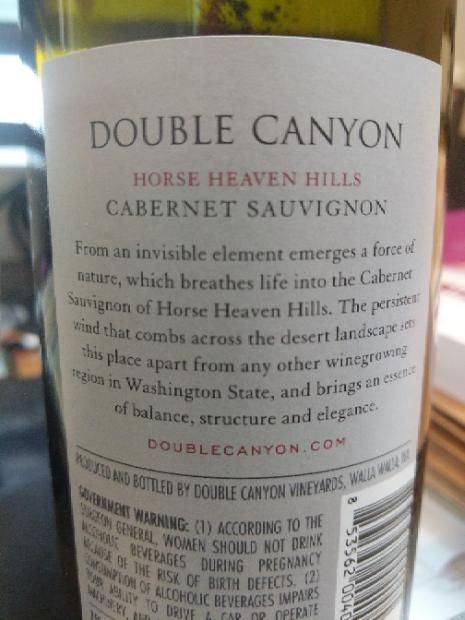 DOUBLE CANYON
HORSE HEAVEN HILLS
CABERNET SAUVIGNON
From an invisible element emerges a force of
nature, which breathes life into the Cabernet
Sauvignon of Horse Heaven Hills. The persistent
wind that combs across the desert landscape sets
this place apart from any other winegrowing
region in Washington State, and brings an essence
of balance, structure and elegance.
DOUBLECANYON.COM
PRODUCED AND BOTTLED BY DOUBLE CANYON VINEYARDS, WALLA WALLA, WA
GOVERNMENT WARNING: (1) ACCORDING TO THE
SURGEON GENERAL, WOMEN SHOULD NOT DRINK
ALCOHOLIC BEVERAGES DURING PREGNANCY
BECAUSE OF THE RISK OF BIRTH DEFECTS. (2)
CONSUMPTION OF ALCOHOLIC BEVERAGES IMPAIRS
YOUR ABILITY TO DRIVE A CAR OR OPERATE
MACHINERY, AND
8 53562 0040